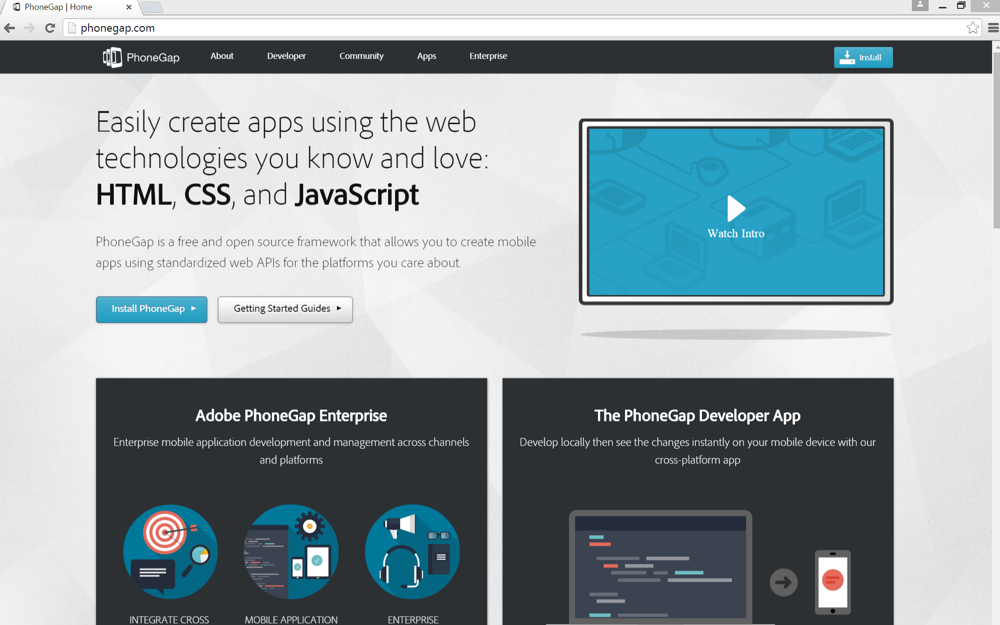 PhoneGap | Home
phonegap.com
PhoneGap
About
Developer
Community
Apps
Enterprise
Install
Easily create apps using the web
technologies you know and love:
HTML, CSS, and JavaScript
PhoneGap is a free and open source framework that allows you to create mobile
apps using standardized web APIs for the platforms you care about.
Install PhoneGap
Getting Started Guides
Watch Intro
Adobe PhoneGap Enterprise
Enterprise mobile application development and management across channels
and platforms
The PhoneGap Developer App
Develop locally then see the changes instantly on your mobile device with our
cross-platform app
INTEGRATE CROSS
MOBILE APPLICATION
ENTERPRISE